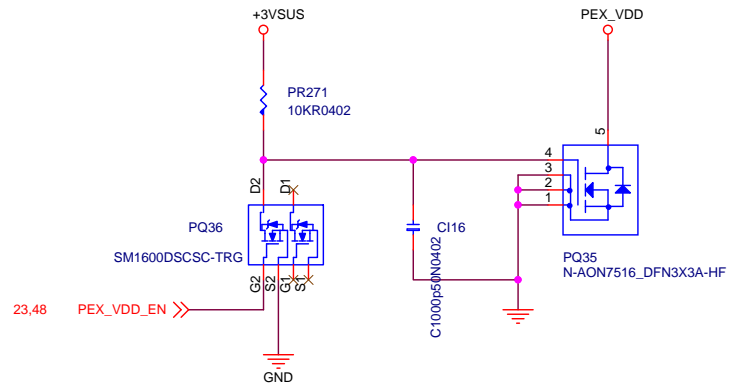 +3VSUS
PEX_VDD
PR271
10KR0402
5
4
3
2
1
D2
D1
PQ36
SM1600DSCSC-TRG
CI16
C1000p50N0402
PQ35
N-AON7516_DFN3X3A-HF
G2
S2
G1
S1
23,48 PEX_VDD_EN
GND